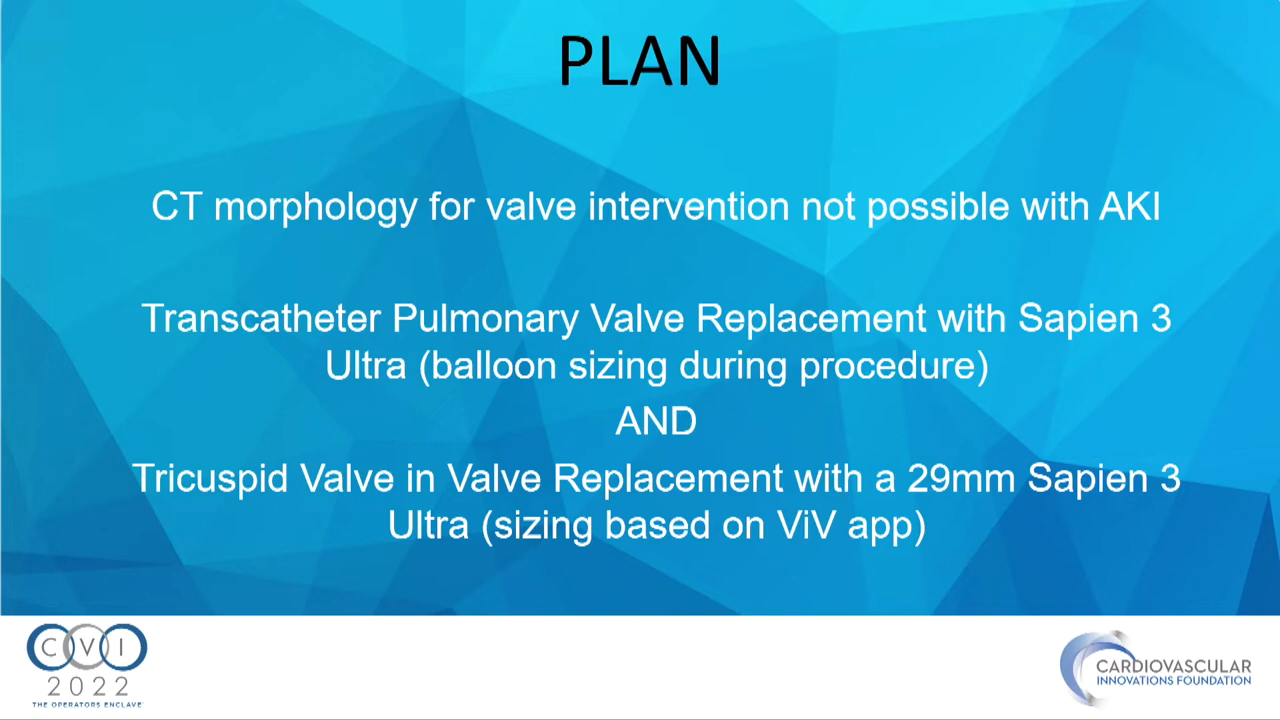 PLAN
CT morphology for valve intervention not possible with AKI
Transcatheter Pulmonary Valve Replacement with Sapien 3
Ultra (balloon sizing during procedure)
AND
Tricuspid Valve in Valve Replacement with a 29mm Sapien 3
Ultra (sizing based on ViV app)
CVI
2022
THE OPERATORS ENCLAVE
CARDIOVASCULAR
INNOVATIONS FOUNDATION